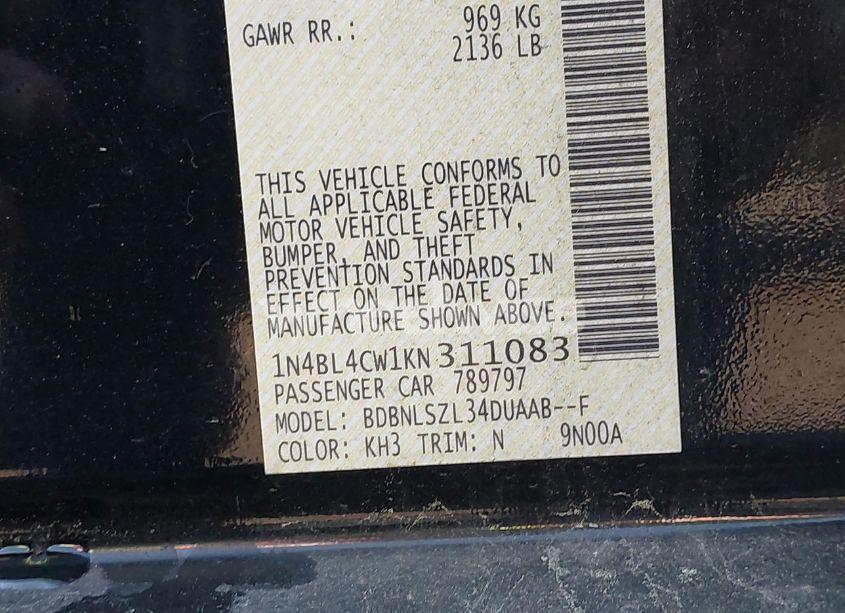 GAWR RR.: 969 KG
2136 LB
THIS VEHICLE CONFORMS TO
ALL APPLICABLE FEDERAL
MOTOR VEHICLE SAFETY,
BUMPER, AND THEFT
PREVENTION STANDARDS IN
EFFECT ON THE DATE OF
MANUFACTURE SHOWN ABOVE.
1N4BL4CW1KN311083
PASSENGER CAR 789797
MODEL: BDBNLSZL34DUAAB--F
COLOR: KH3 TRIM: N 9N00A